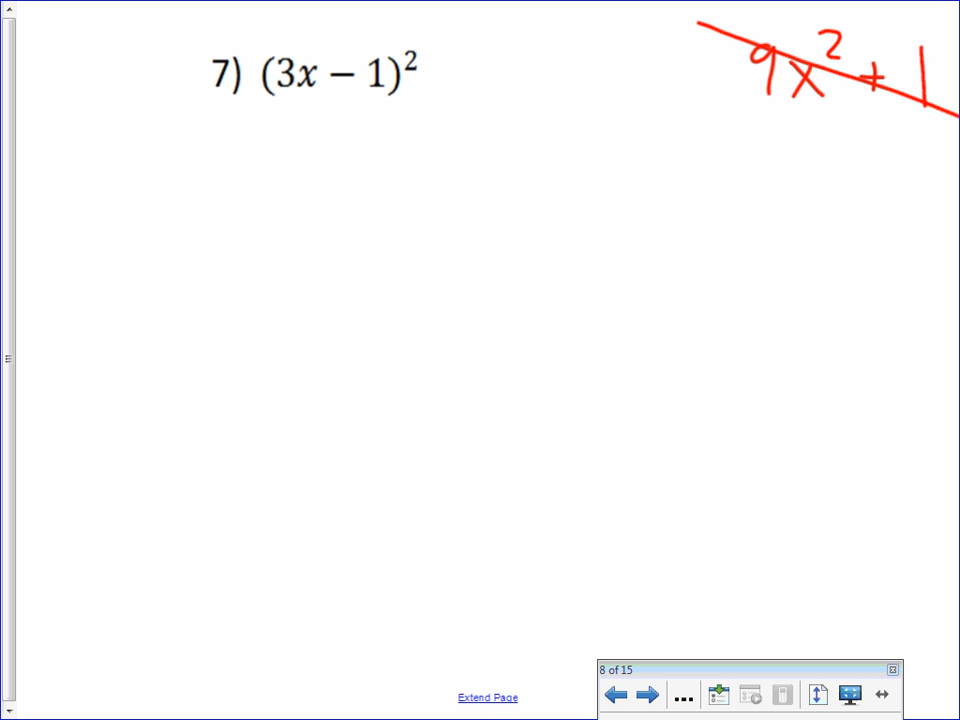 7) (3x − 1)²
9x² + 1
Extend Page
8 of 15
...